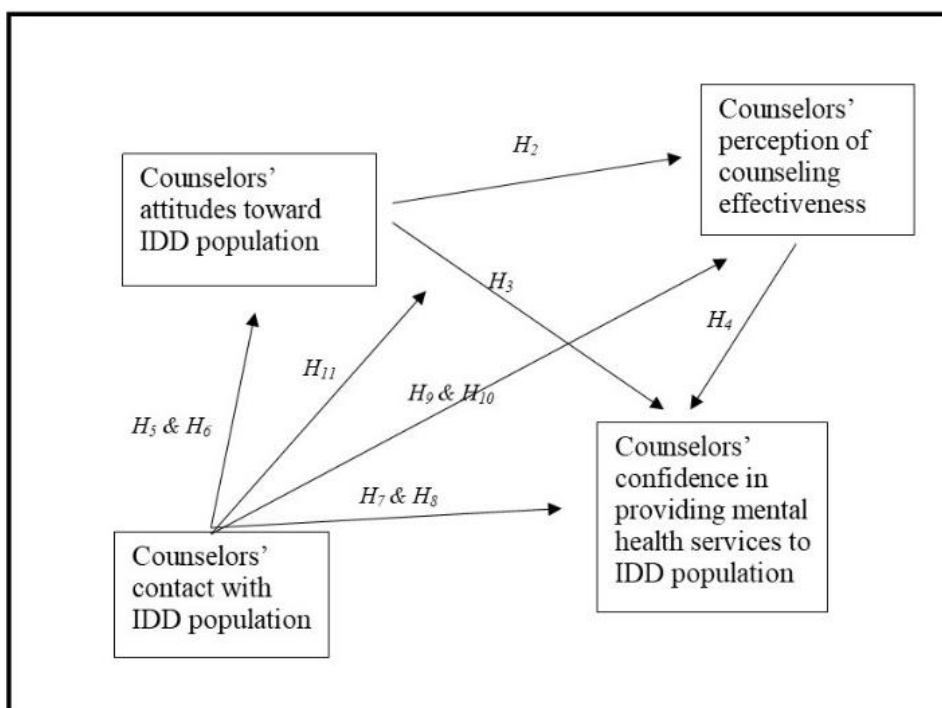 Counselors'
perception of
counseling
effectiveness
H2
Counselors'
attitudes toward
IDD population
H3
H4
H11
H9 & H10
H5 & H6
Counselors'
confidence in
providing mental
health services to
IDD population
H7 & H8
Counselors'
contact with
IDD population